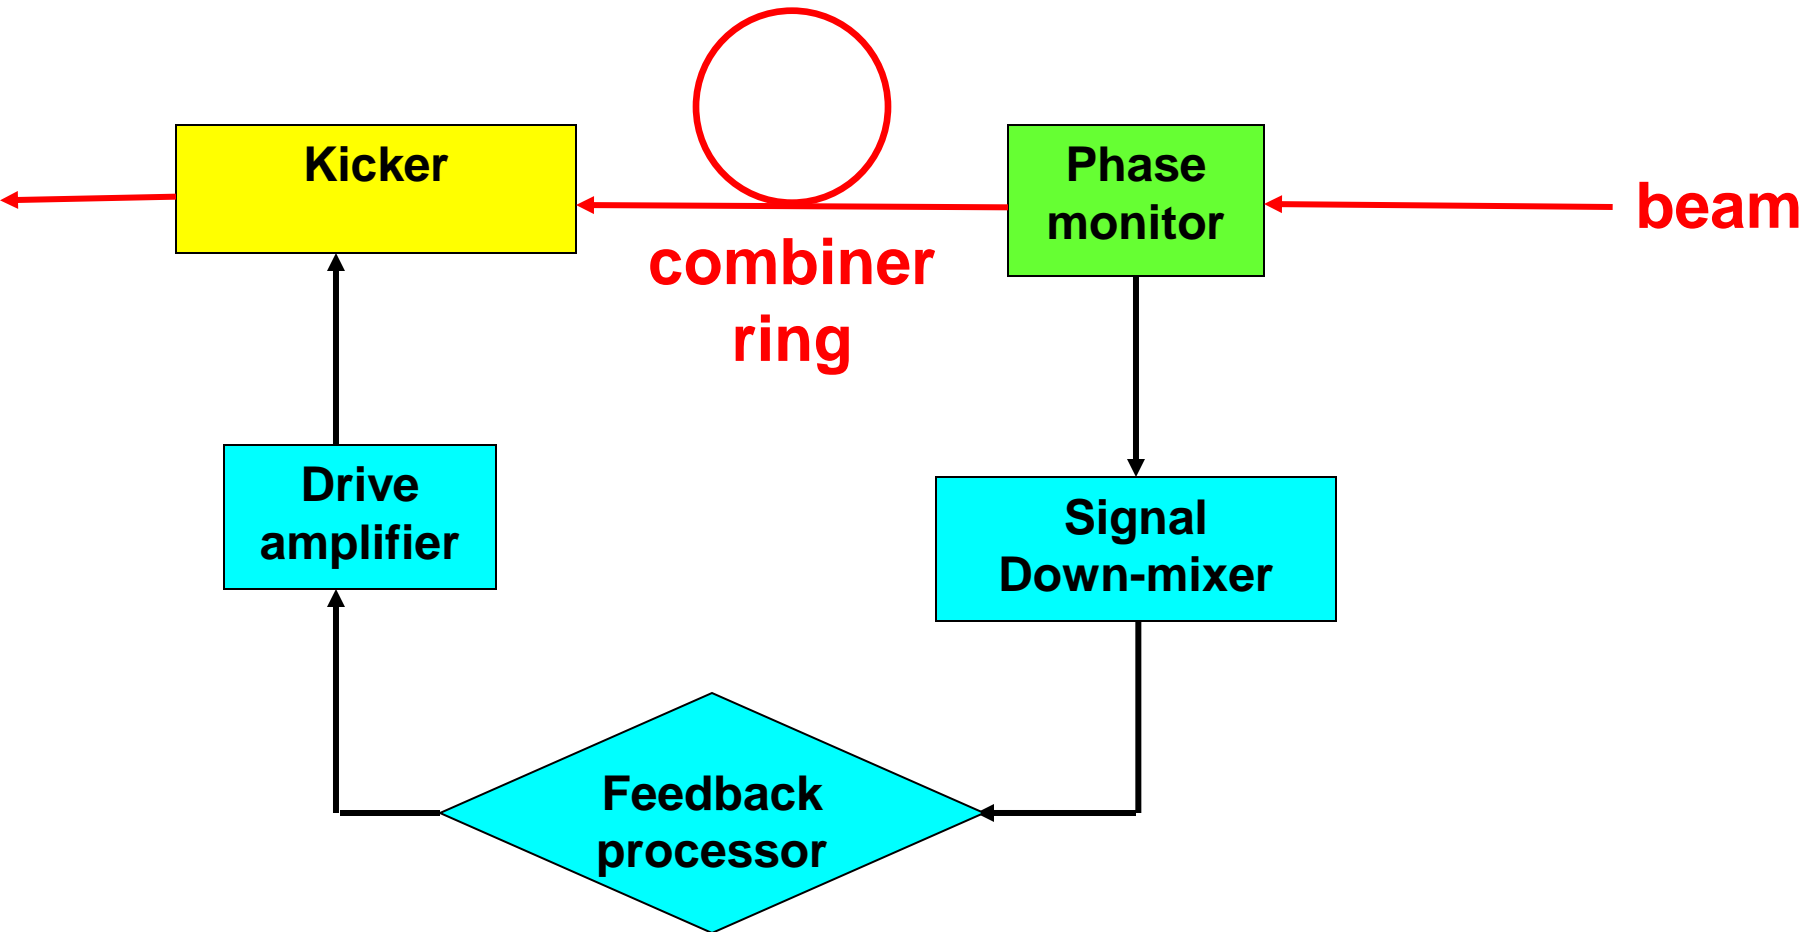 Kicker
Phase
monitor
beam
combiner
ring
Drive
amplifier
Signal
Down-mixer
Feedback
processor